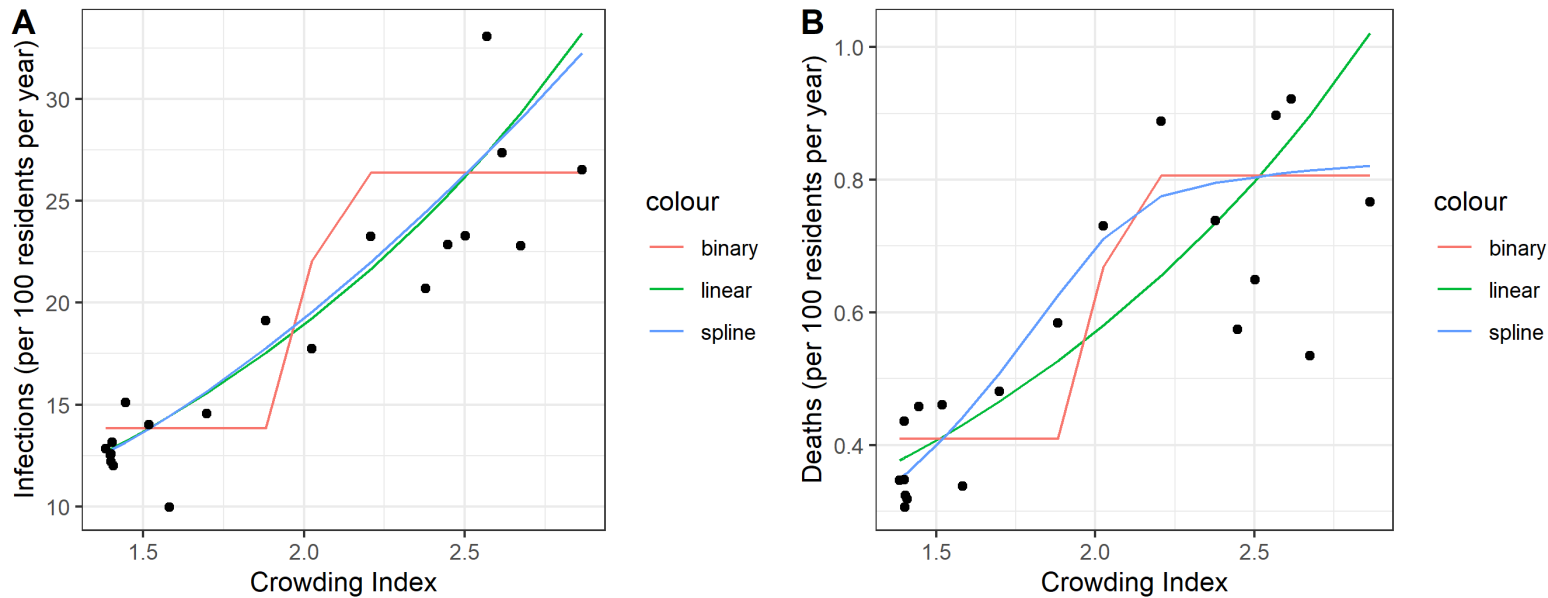 A
Infections (per 100 residents per year)
30
25
20
15
10
1.5
2.0
2.5
Crowding Index
colour
binary
linear
spline
B
Deaths (per 100 residents per year)
1.0
0.8
0.6
0.4
1.5
2.0
2.5
Crowding Index
colour
binary
linear
spline